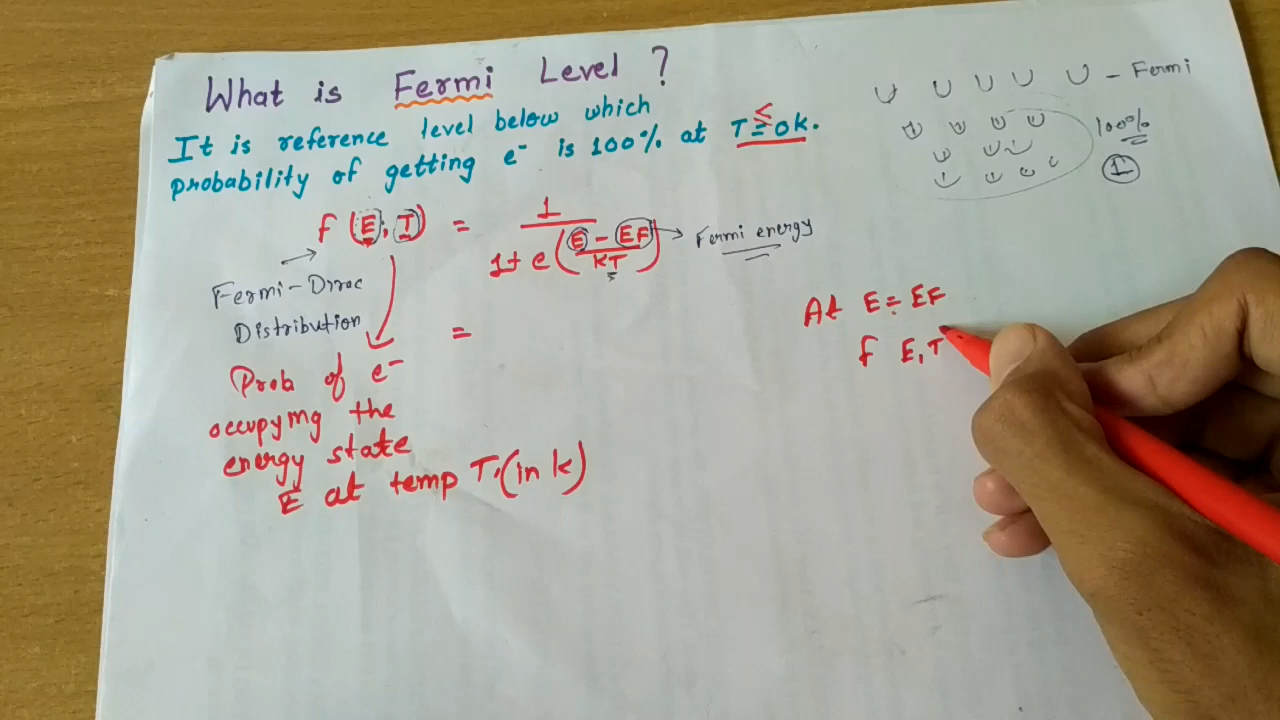 What is Fermi Level ?
It is reference level below which
probability of getting e⁻ is 100% at T ≤ 0k.
∪ ∪ ∪ ∪ ∪ - Fermi
100%
1
f (E, T) = 1 / 1+ e ((E - EF) / KT) → Fermi energy
Fermi-Dirac
Distribution
=
Prob of e⁻
occupying the
energy state
E at temp T. (in k)
At E = EF
f E, T